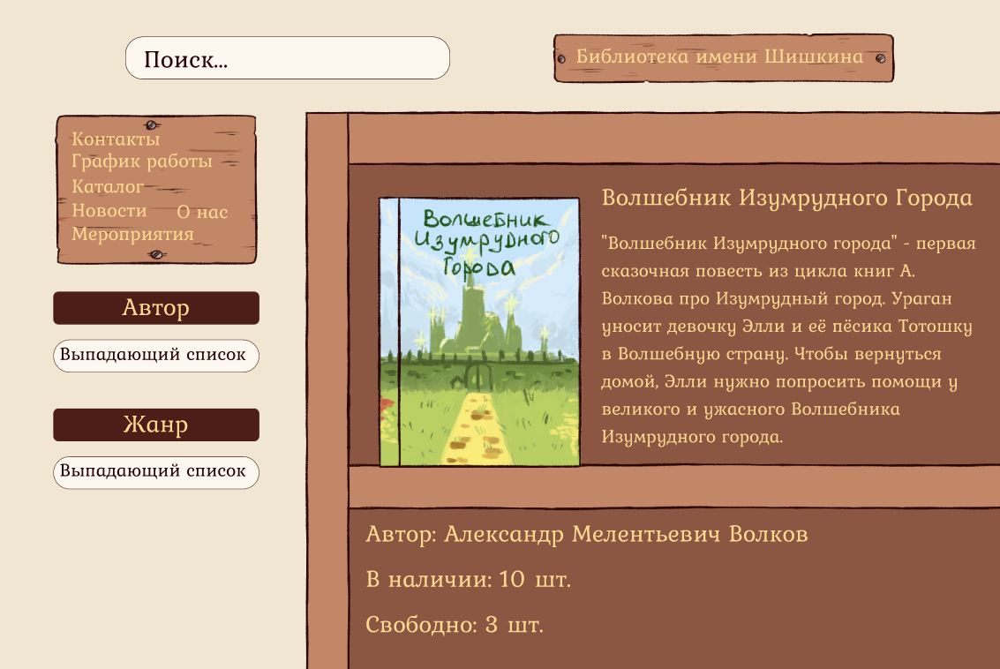 Поиск...
Библиотека имени Шишкина
Контакты
График работы
Каталог
Новости О нас
Мероприятия
Автор
Выпадающий список
Жанр
Выпадающий список
Волшебник
Изумрудного
Города
Волшебник Изумрудного Города
"Волшебник Изумрудного города" - первая
сказочная повесть из цикла книг А.
Волкова про Изумрудный город. Ураган
уносит девочку Элли и её пёсика Тотошку
в Волшебную страну. Чтобы вернуться
домой, Элли нужно попросить помощи у
великого и ужасного Волшебника
Изумрудного города.
Автор: Александр Мелентьевич Волков
В наличии: 10 шт.
Свободно: 3 шт.